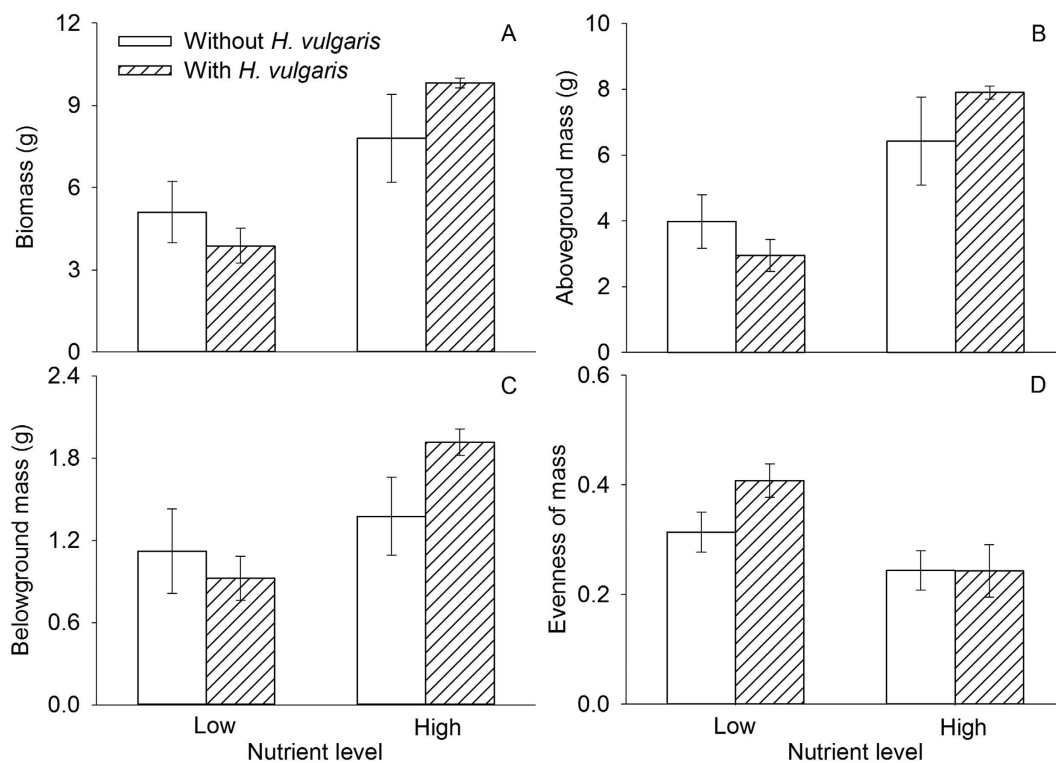 A
Without H. vulgaris
With H. vulgaris
Biomass (g)
12
9
6
3
0
B
Aboveground mass (g)
10
8
6
4
2
0
C
Belowground mass (g)
2.4
1.8
1.2
0.6
0.0
Low
High
Nutrient level
D
Evenness of mass
0.6
0.4
0.2
0.0
Low
High
Nutrient level